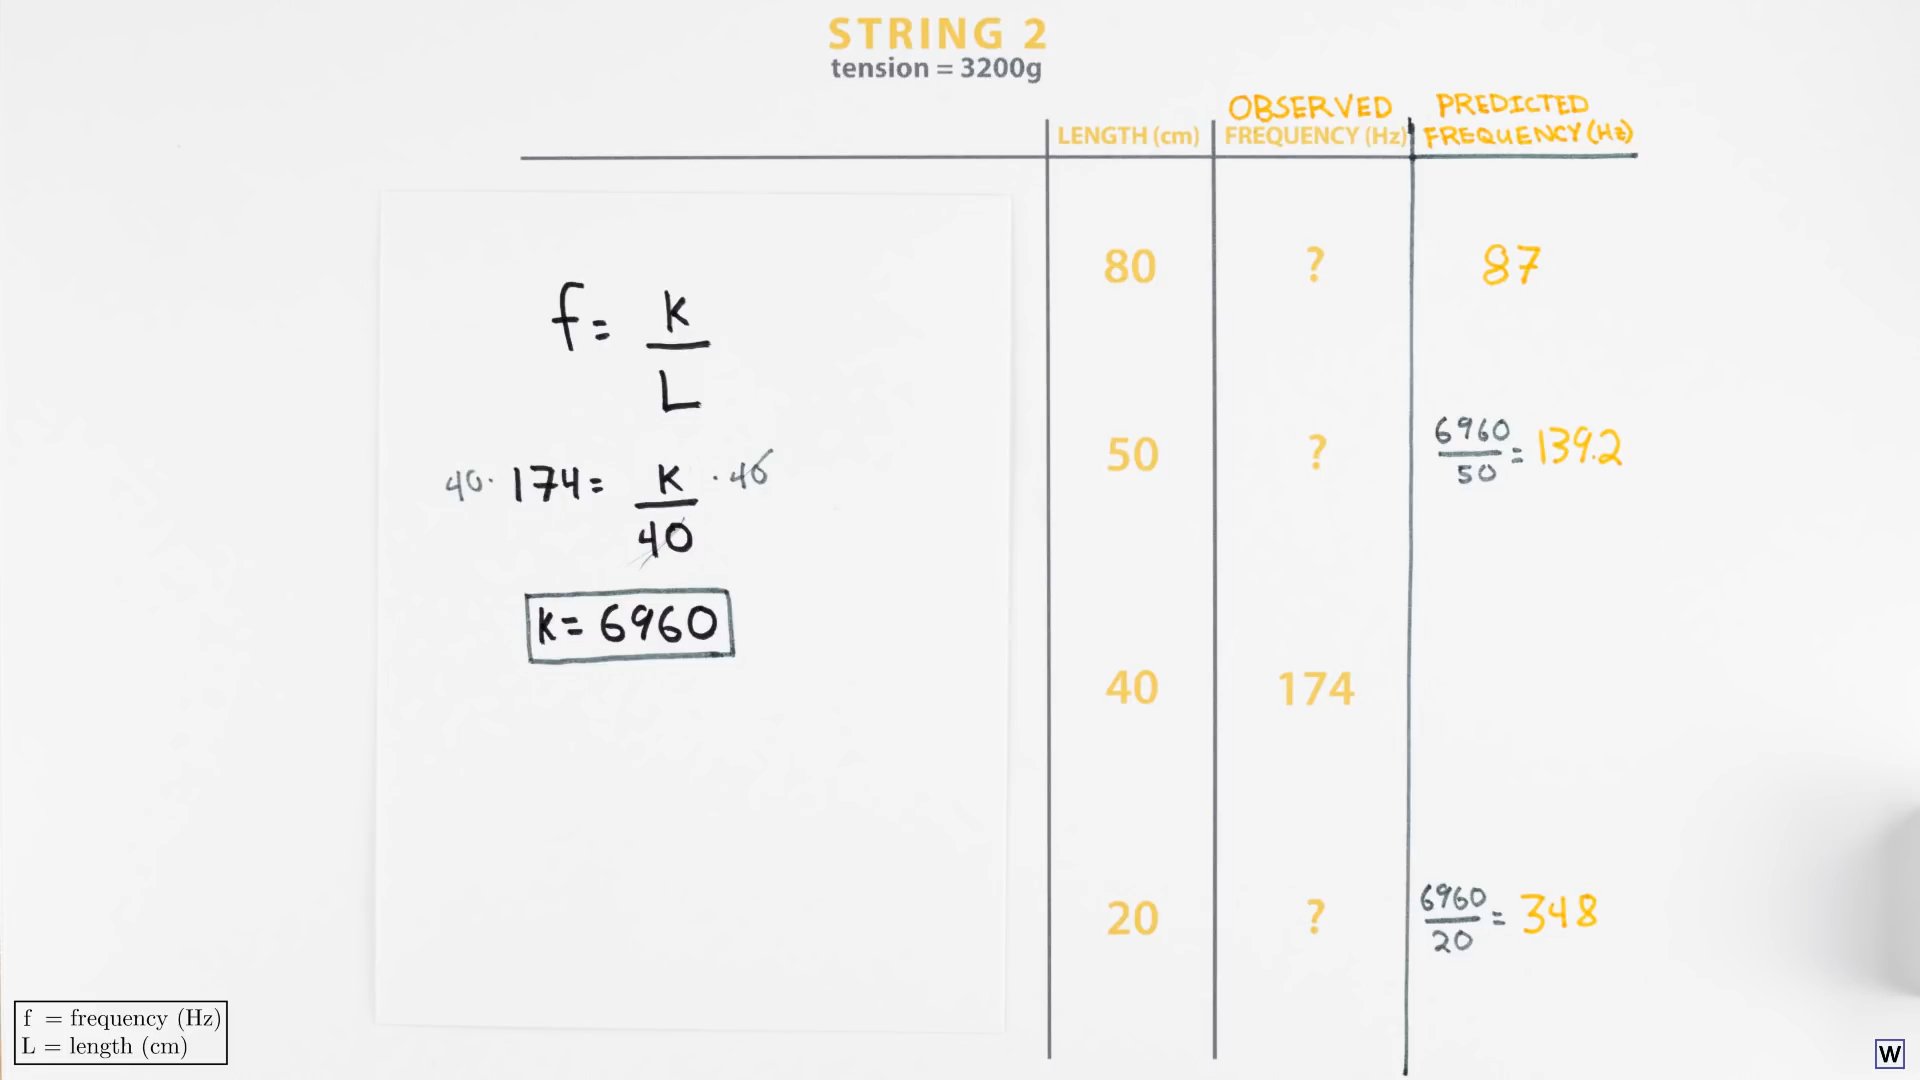 STRING 2
tension = 3200g
OBSERVED PREDICTED
LENGTH (cm) FREQUENCY (Hz) FREQUENCY (Hz)
80 ? 87
50 ? 6960/50 = 139.2
40 174
20 ? 6960/20 = 348
f = k/L
40· 174 = k/40 · 40
k = 6960
f = frequency (Hz)
L = length (cm)
W